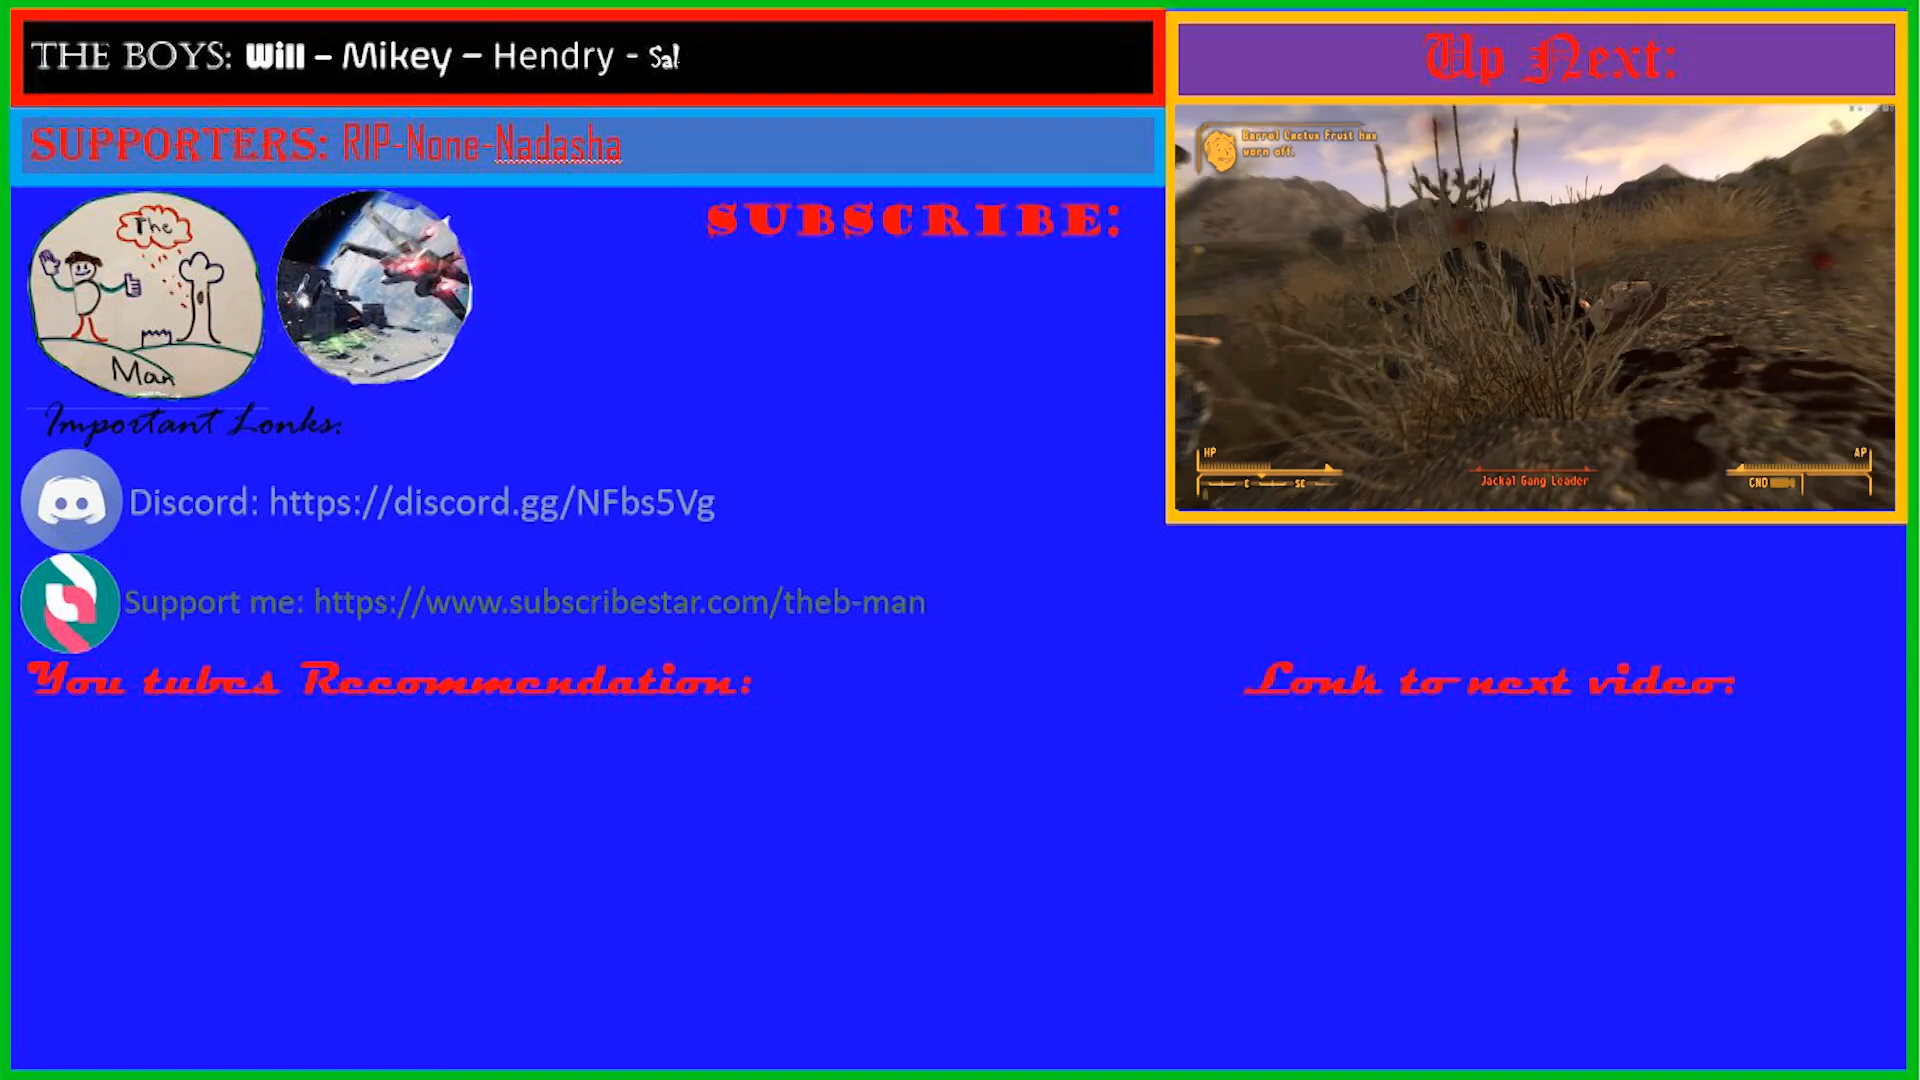 THE BOYS: Will – Mikey – Hendry - Sal
SUPPORTERS: RIP-None-Nadasha
Up Next:
Barrel Cactus Fruit has
worn off.
HP
AP
C
SE
Jackal Gang Leader
CND
SUBSCRIBE:
The
Man
Important Lonks:
Discord: https://discord.gg/NFbs5Vg
Support me: https://www.subscribestar.com/theb-man
You tubes Recommendation:
Lonk to next video: